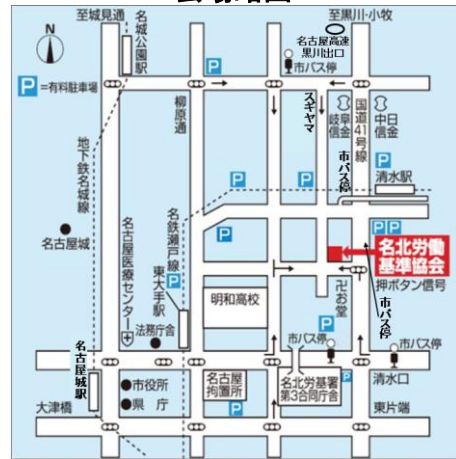 至城見通
至黒川・小牧
N
名城公園駅
名古屋高速
黒川出口
P
市バス停
P
=有料駐車場
柳原通
スギヤマ
岐阜信金
国道41号線
中日信金
P
地下鉄名城線
市バス停
清水駅
P
P
名古屋城
名古屋医療センター
名鉄瀬戸線
P
P
P P
名北労働
基準協会
東大手駅
P
明和高校
卍お堂
押ボタン信号
市バス停
法務庁舎
P
市バス停
市バス停
名古屋城駅
市役所
県庁
名古屋
拘置所
P
名北労基署
第3合同庁舎
P
清水口
大津橋
P
東片端